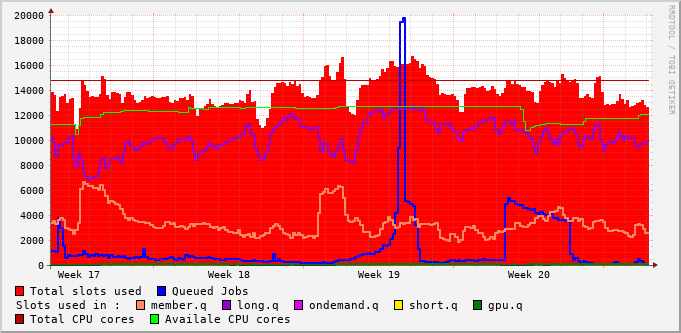 RRDTOOL / TOBI OETIKER
20000
18000
16000
14000
12000
10000
8000
6000
4000
2000
0
Week 17 Week 18 Week 19 Week 20
Total slots used Queued Jobs
Slots used in : member.q long.q ondemand.q short.q gpu.q
Total CPU cores Availale CPU cores